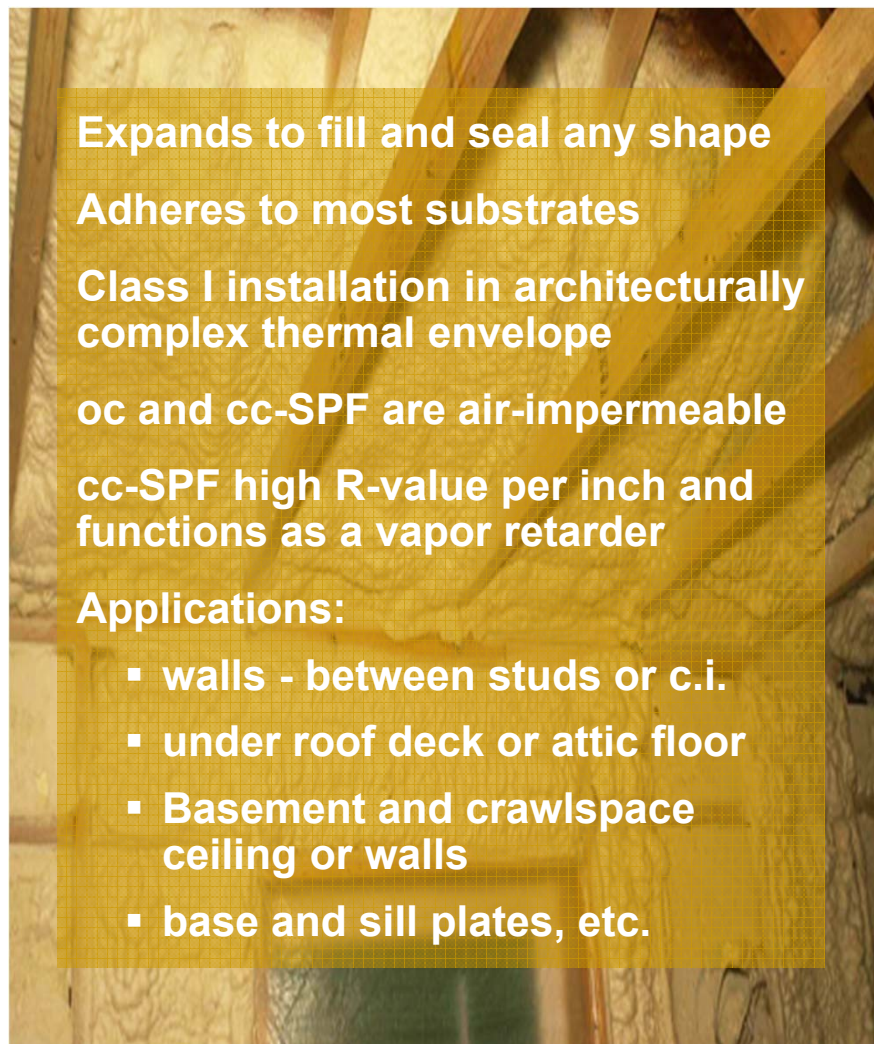 Expands to fill and seal any shape
Adheres to most substrates
Class I installation in architecturally
complex thermal envelope
oc and cc-SPF are air-impermeable
cc-SPF high R-value per inch and
functions as a vapor retarder
Applications:
▪ walls - between studs or c.i.
▪ under roof deck or attic floor
▪ Basement and crawlspace
ceiling or walls
▪ base and sill plates, etc.